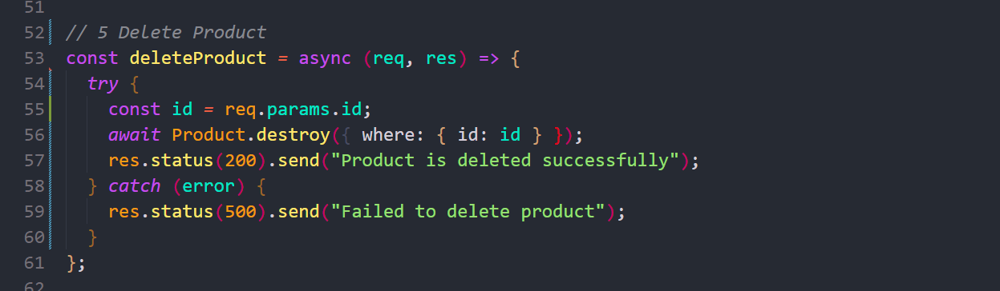 51
52 // 5 Delete Product
53 const deleteProduct = async (req, res) => {
54   try {
55     const id = req.params.id;
56     await Product.destroy({ where: { id: id } });
57     res.status(200).send("Product is deleted successfully");
58   } catch (error) {
59     res.status(500).send("Failed to delete product");
60   }
61 };
62